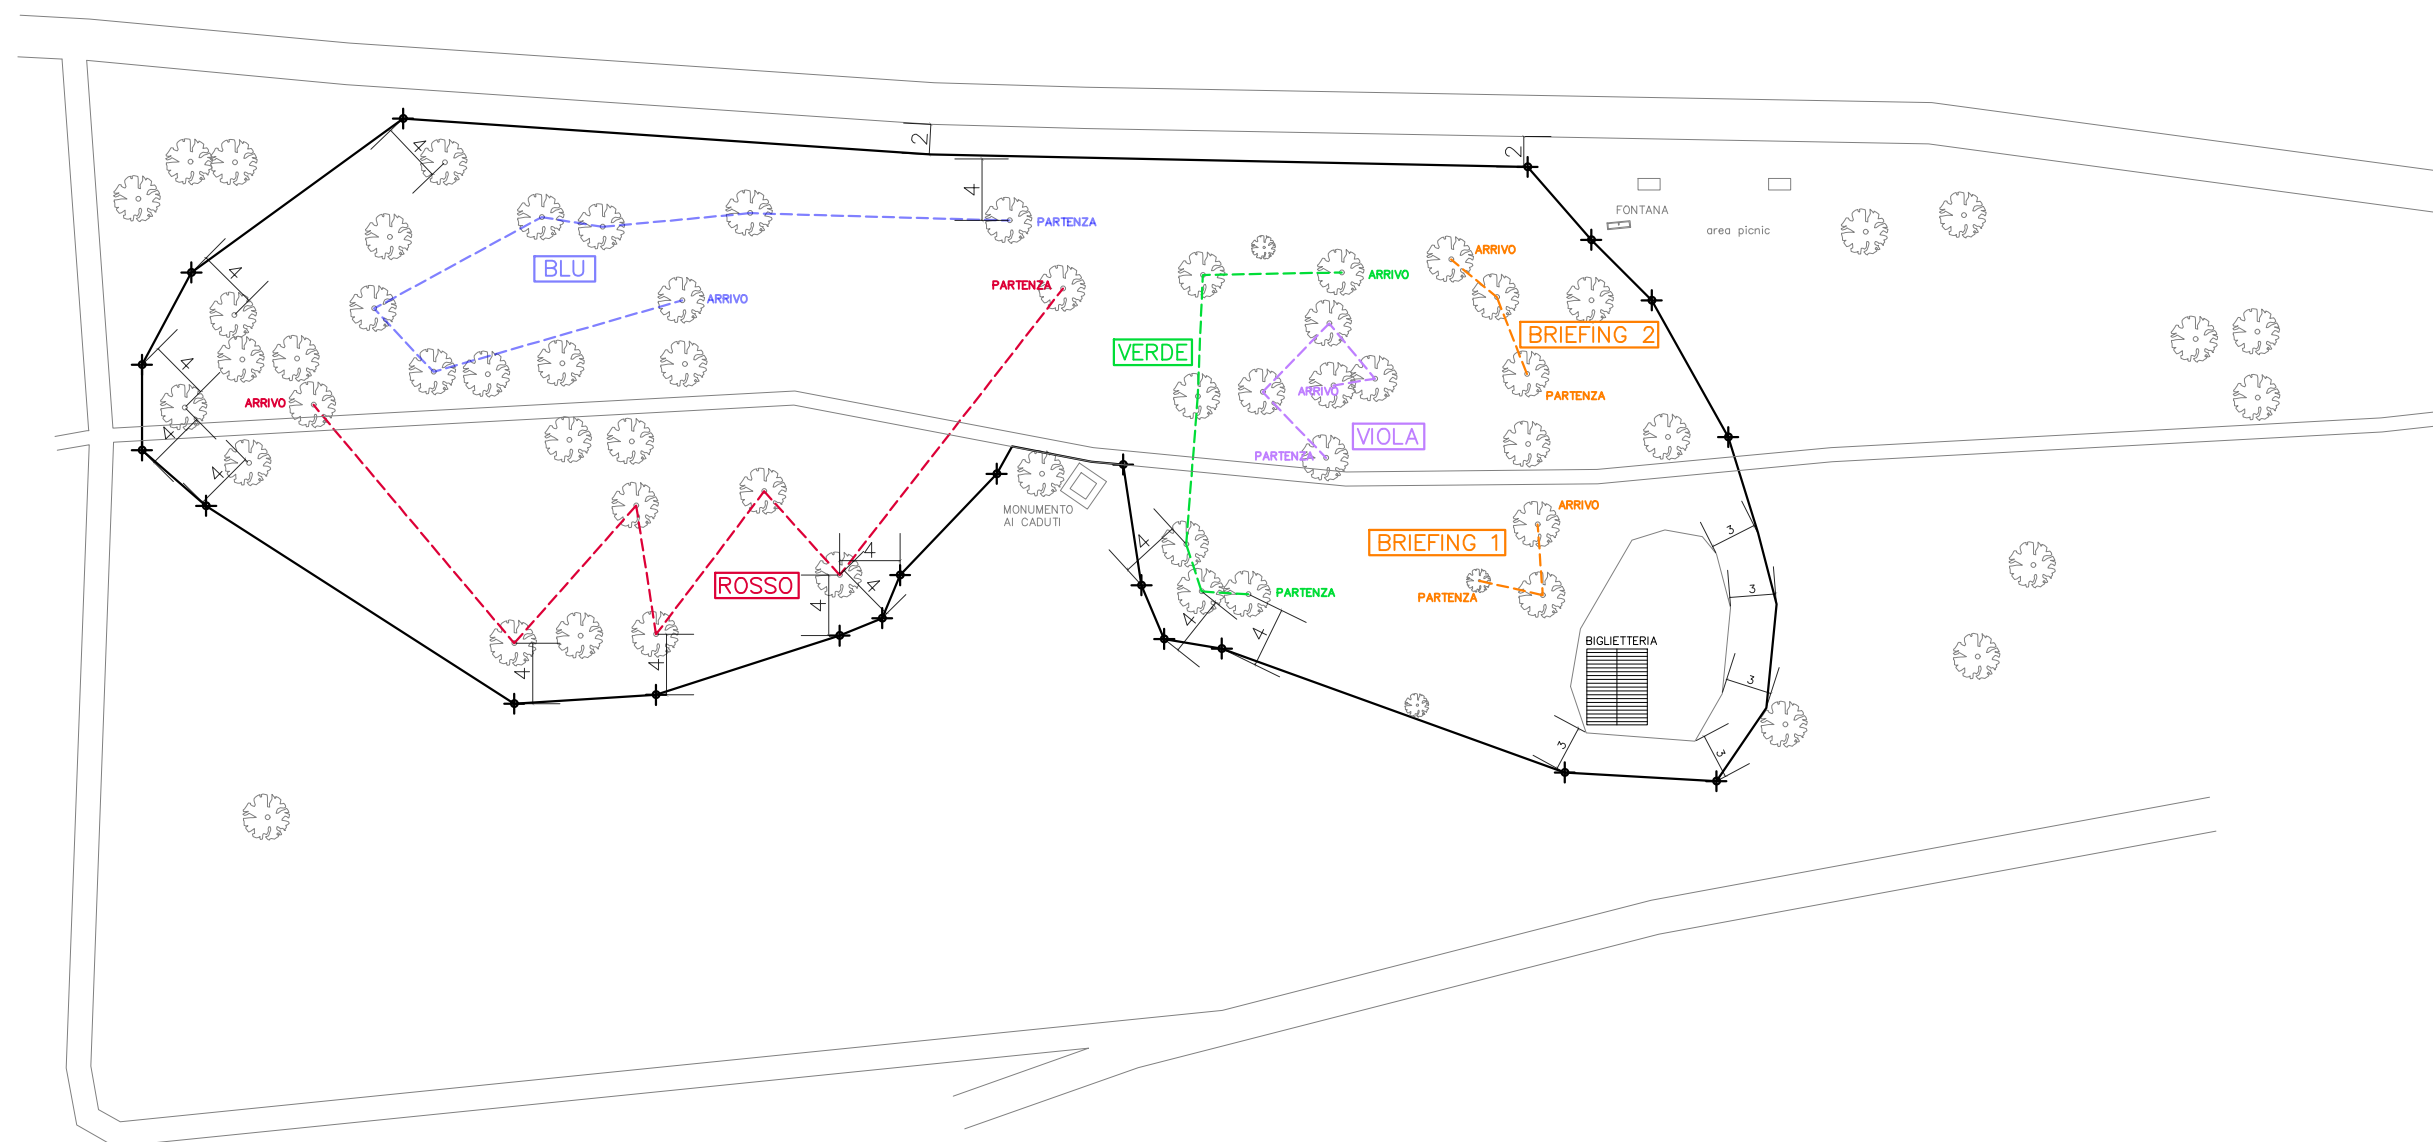 2
2
4
4
FONTANA
area picnic
PARTENZA
BLU
ARRIVO
4
PARTENZA
ARRIVO
ARRIVO
BRIEFING 2
VERDE
4
ARRIVO
PARTENZA
ARRIVO
VIOLA
PARTENZA
4
4
MONUMENTO
AI CADUTI
ARRIVO
BRIEFING 1
3
4
4
4
ROSSO
4
PARTENZA
PARTENZA
3
4
4
BIGLIETTERIA
4
4
3
3
3